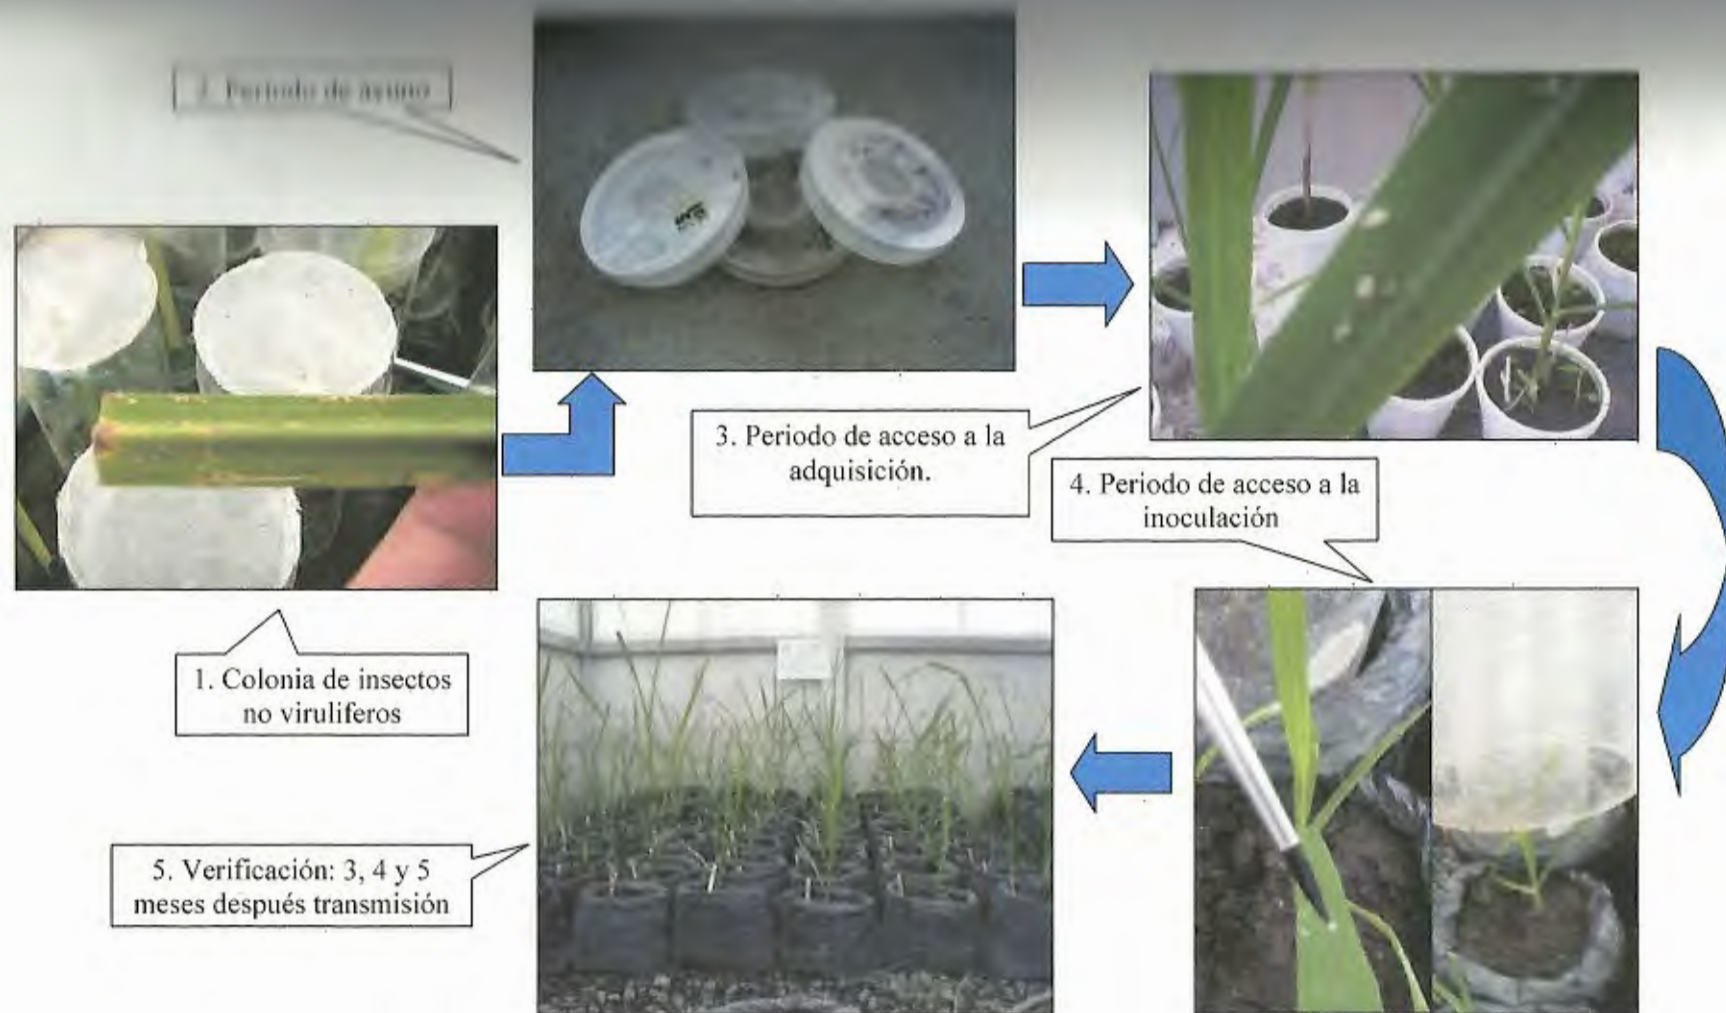 2. Periodo de ayuno
1. Colonia de insectos
no viruliferos
3. Periodo de acceso a la
adquisición.
4. Periodo de acceso a la
inoculación
5. Verificación: 3, 4 y 5
meses después transmisión